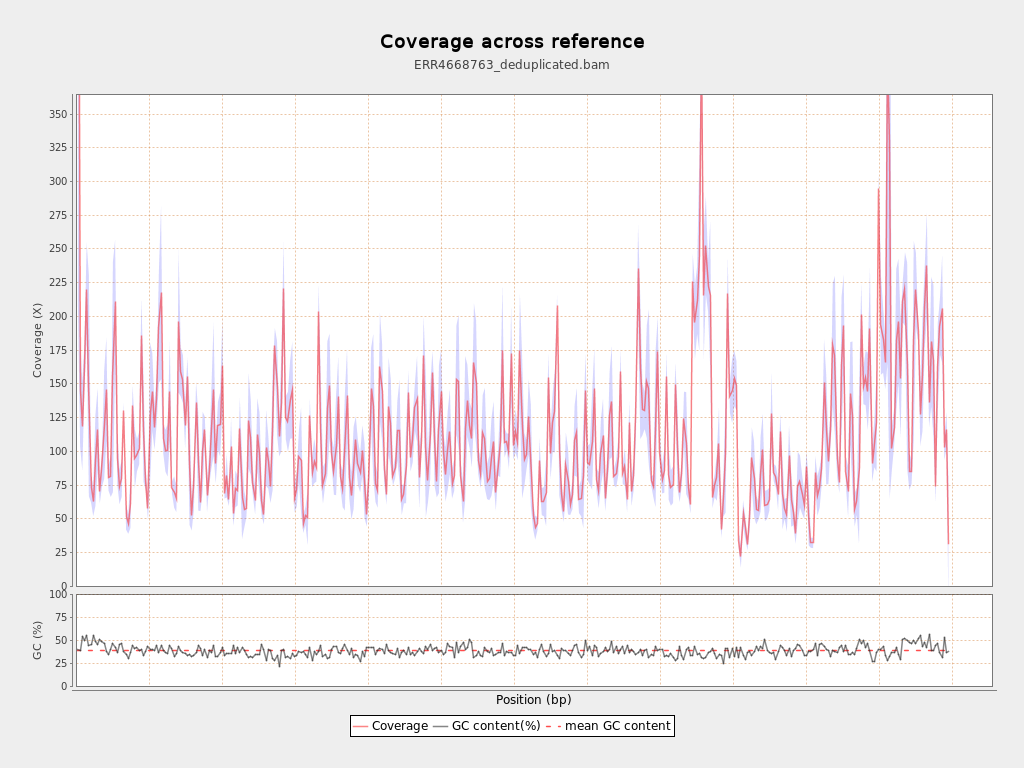 Coverage across reference
ERR4668763_deduplicated.bam
Coverage (X)
350
325
300
275
250
225
200
175
150
125
100
75
50
25
0
GC (%)
100
75
50
25
0
Position (bp)
Coverage
GC content(%)
mean GC content